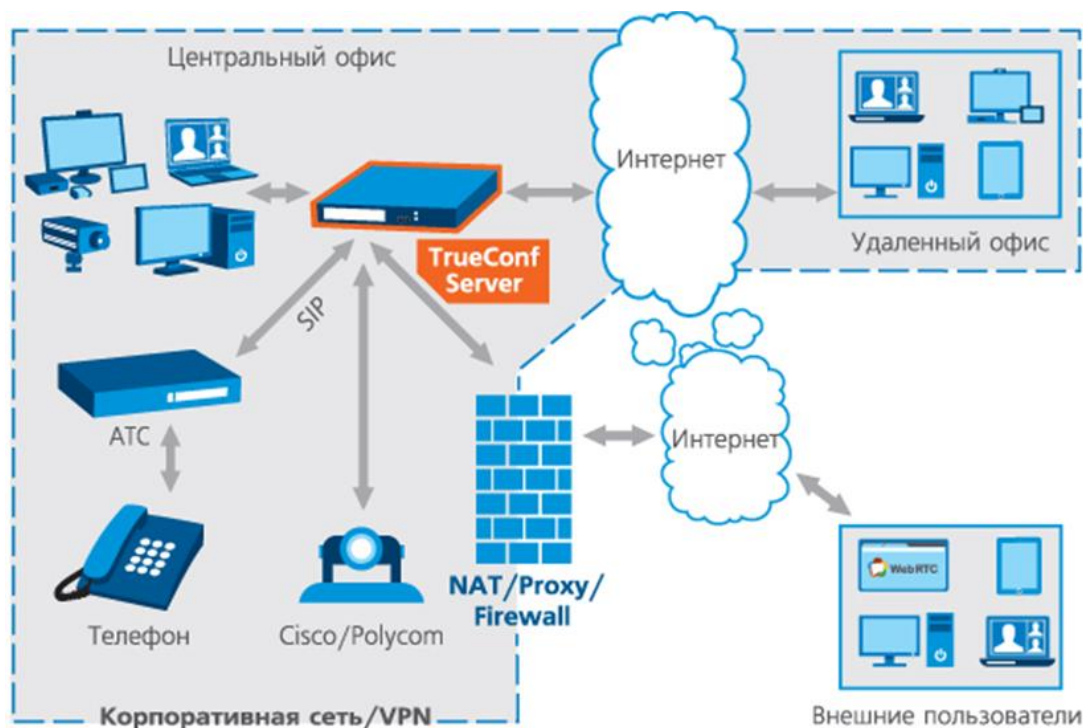 Центральный офис
Интернет
Удаленный офис
TrueConf
Server
SIP
АТС
Интернет
WebRTC
NAT/Proxy/
Firewall
Телефон
Cisco/Polycom
Корпоративная сеть/VPN
Внешние пользователи